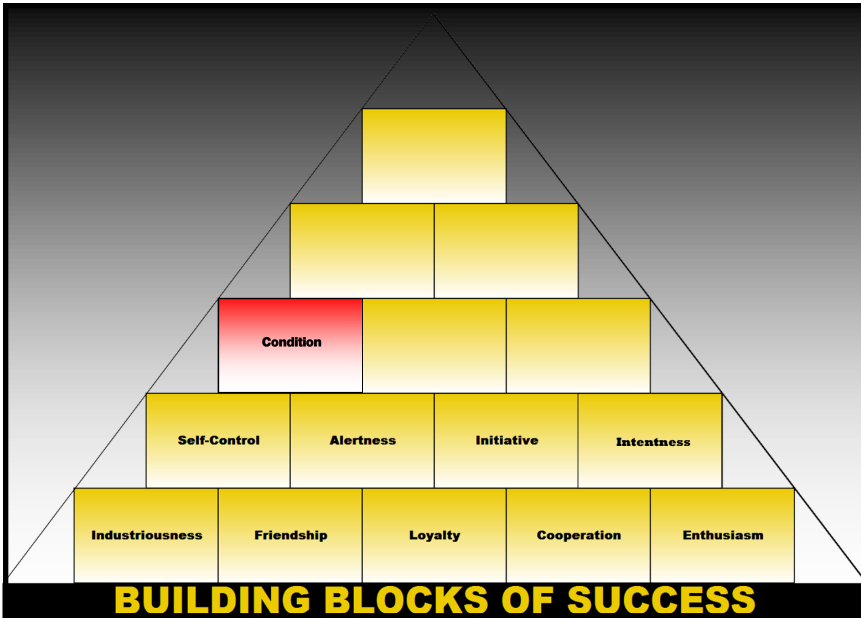 Condition
Self-Control Alertness Initiative Intentness
Industriousness Friendship Loyalty Cooperation Enthusiasm
BUILDING BLOCKS OF SUCCESS